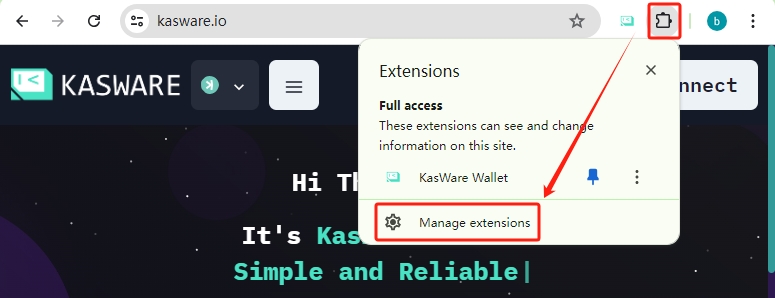 kasware.io
b
KASWARE
Extensions
Full access
These extensions can see and change
information on this site.
KasWare Wallet
Manage extensions
nnect
Hi Th
It's Kas
Simple and Reliable|